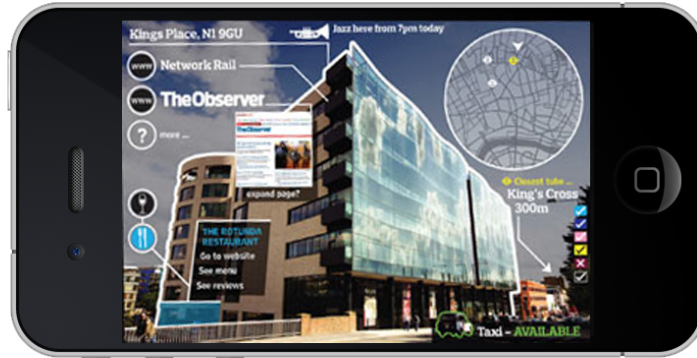 Kings Place, N1 9GU
Jazz here from 7pm today
www
Network Rail
www
TheObserver
?
more ...
TheObserver
expand page?
Closest tube ...
King's Cross
300m
THE ROTUNDA
RESTAURANT
Go to website
See menu
See reviews
Taxi - AVAILABLE